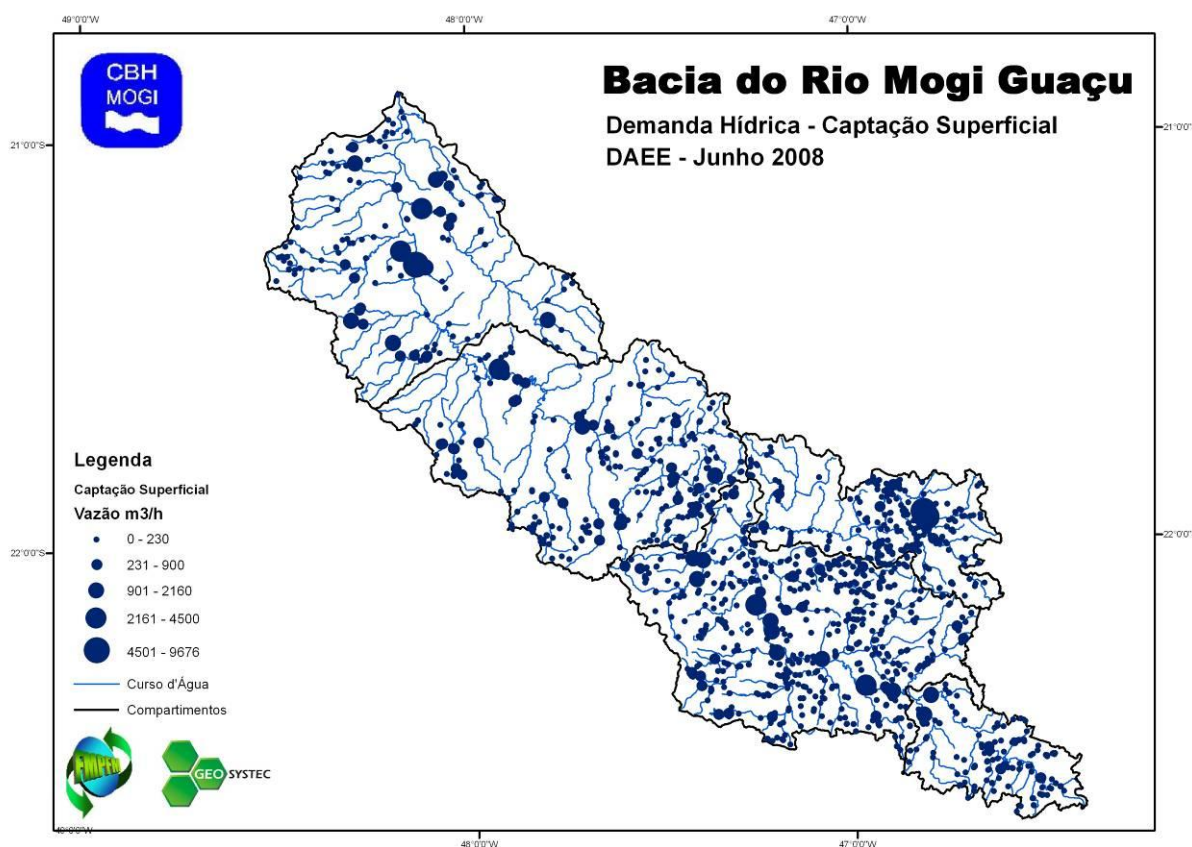 49°0'0"W 48°0'0"W 47°0'0"W
CBH
MOGI
Bacia do Rio Mogi Guaçu
Demanda Hídrica - Captação Superficial
DAEE - Junho 2008
21°0'0"S
21°0'0"S
Legenda
Captação Superficial
Vazão m3/h
0 - 230
231 - 900
901 - 2160
2161 - 4500
4501 - 9676
Curso d'Água
Compartimentos
22°0'0"S
22°0'0"S
FMPFM
GEO SYSTEC
48°0'0"W 47°0'0"W